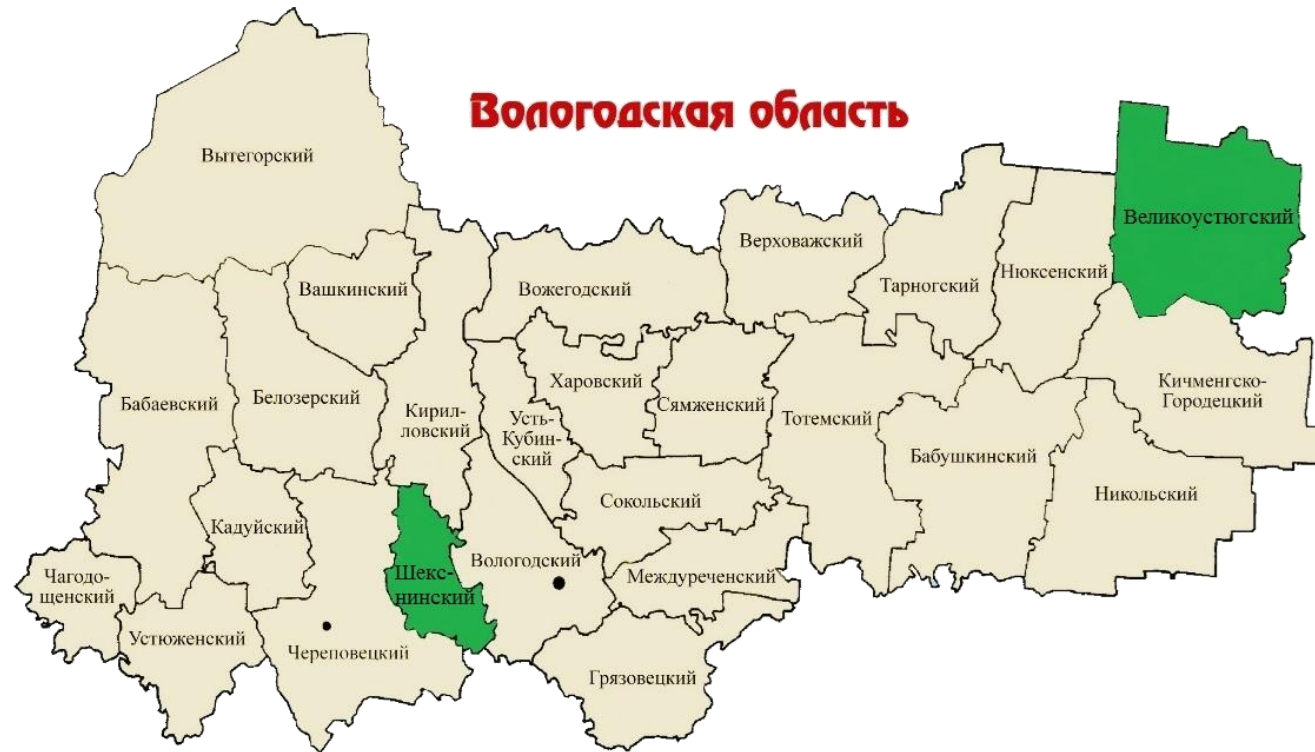 Вологодская область
Вытегорский
Великоустюгский
Верховажский
Нюксенский
Тарногский
Вашкинский
Вожегодский
Харовский
Кичменгско-
Городецкий
Бабаевский
Белозерский
Кирил-
ловский
Усть-
Кубин-
ский
Сямженский
Тотемский
Бабушкинский
Никольский
Сокольский
Кадуйский
Вологодский
Шекс-
нинский
Междуреченский
Чагодо-
щенский
Устюженский
Череповецкий
Грязовецкий